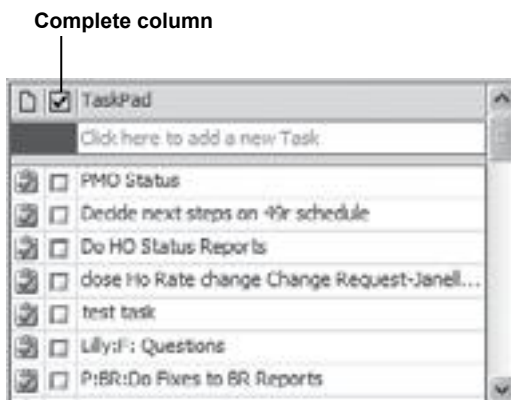 Complete column
TaskPad
Click here to add a new Task
PMO Status
Decide next steps on 49r schedule
Do HO Status Reports
close Ho Rate change Change Request-Janell...
test task
Lilly:F: Questions
P:BR:Do Fixes to BR Reports